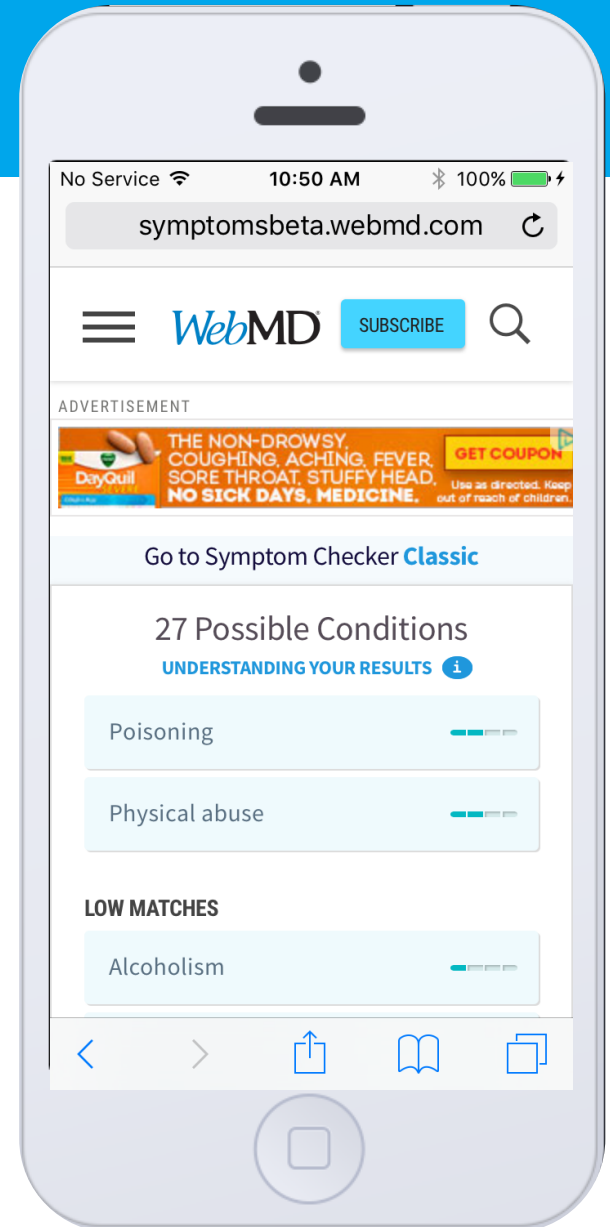 No Service 10:50 AM 100%
symptomsbeta.webmd.com
WebMD SUBSCRIBE
ADVERTISEMENT
THE NON-DROWSY,
COUGHING, ACHING, FEVER,
SORE THROAT, STUFFY HEAD,
NO SICK DAYS, MEDICINE.
DayQuil
SEVERE
GET COUPON
Use as directed. Keep
out of reach of children.
Go to Symptom Checker Classic
27 Possible Conditions
UNDERSTANDING YOUR RESULTS i
Poisoning
Physical abuse
LOW MATCHES
Alcoholism